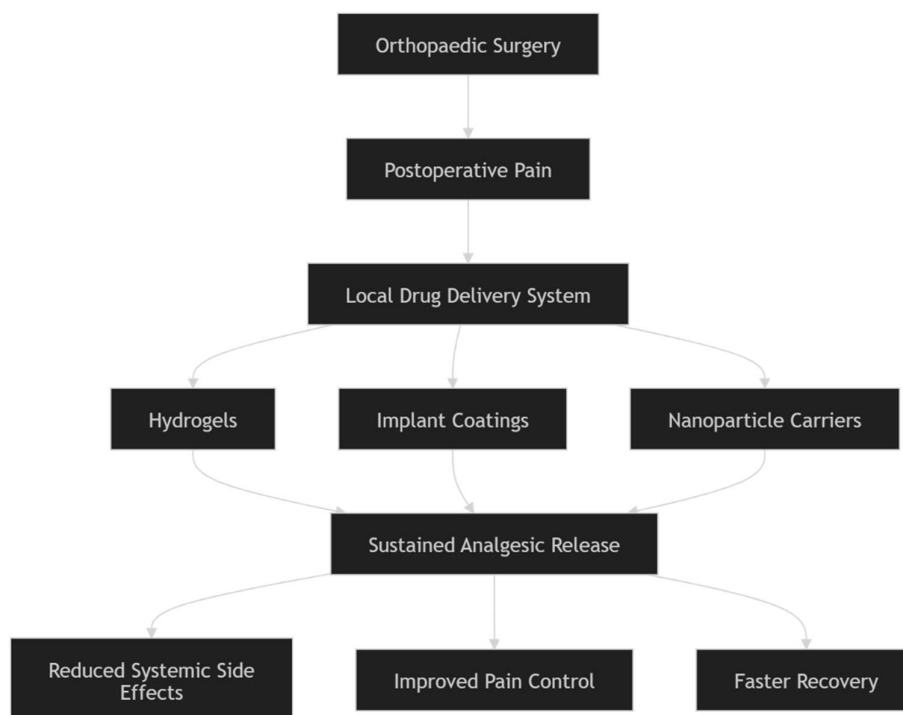 Orthopaedic Surgery
Postoperative Pain
Local Drug Delivery System
Hydrogels
Implant Coatings
Nanoparticle Carriers
Sustained Analgesic Release
Reduced Systemic Side
Effects
Improved Pain Control
Faster Recovery